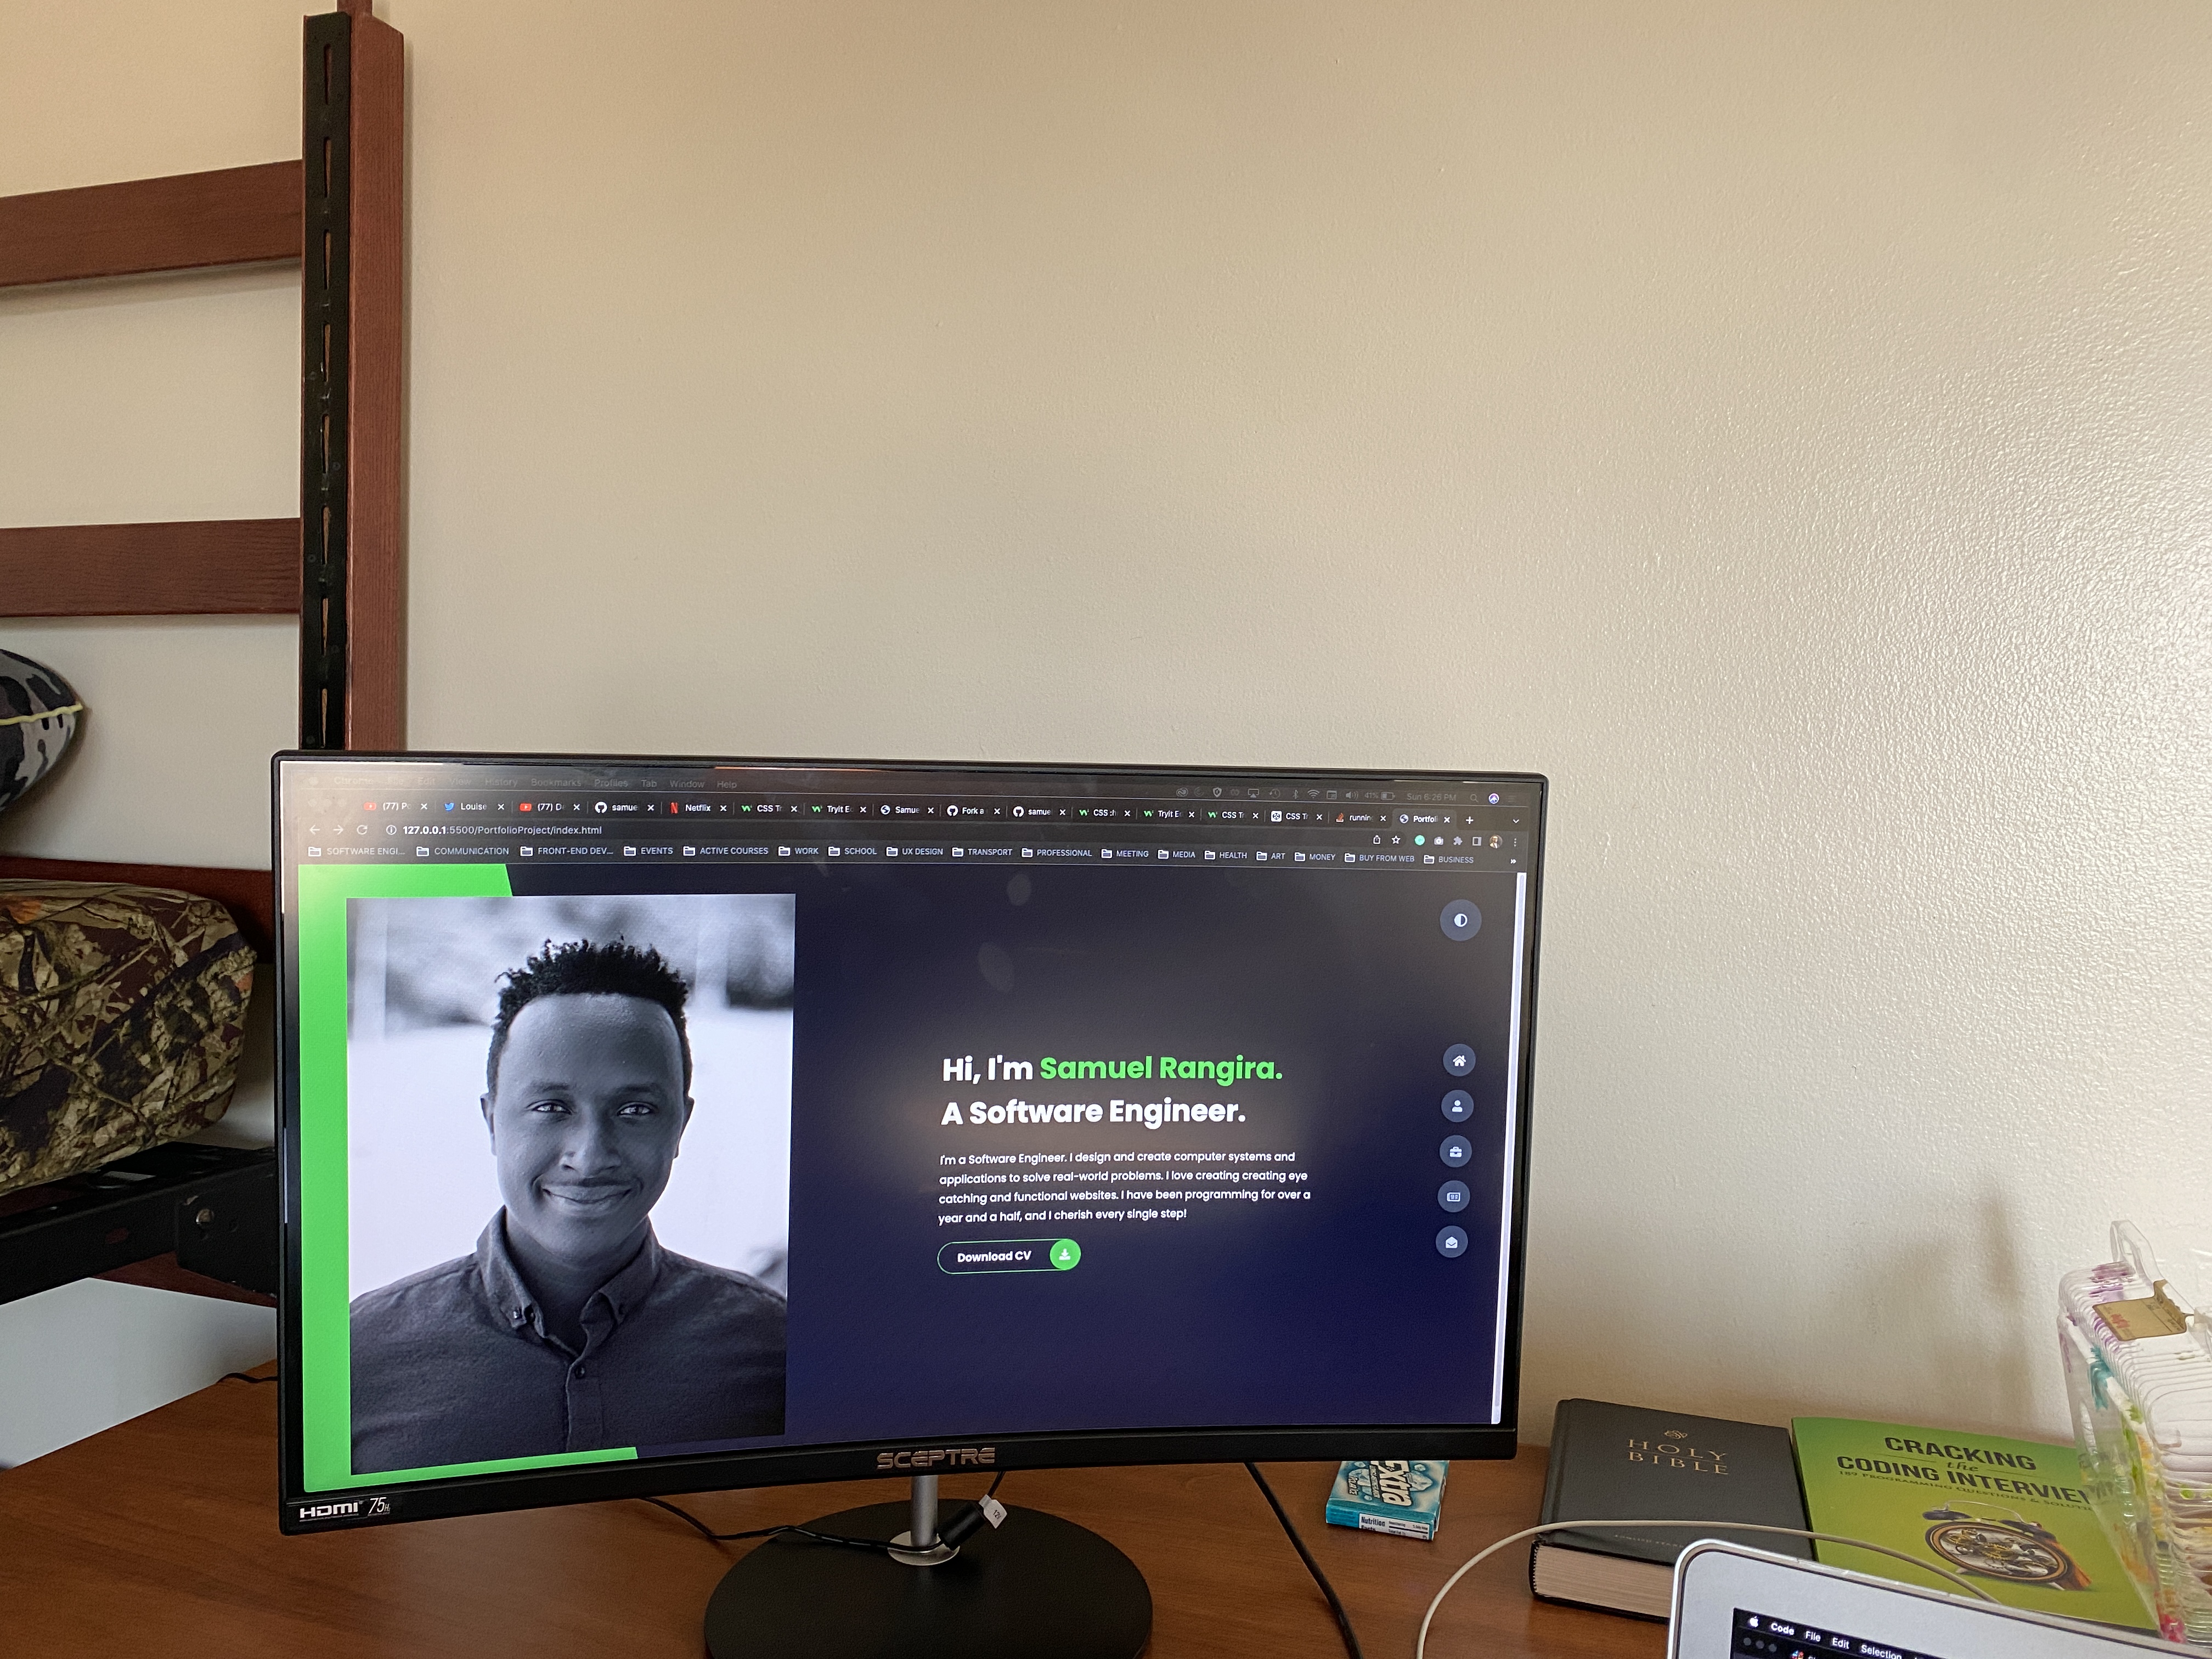 History Bookmarks Profiles Tab Window Help
41% Sun 6:26 PM
(77) P Louise (77) D samue Netflix CSS Tr Tryit E Samue Fork a samue CSS :h Tryit E CSS T CSS T runnin Portfoli
127.0.0.1:5500/PortfolioProject/index.html
SOFTWARE ENGI... COMMUNICATION FRONT-END DEV... EVENTS ACTIVE COURSES WORK SCHOOL UX DESIGN TRANSPORT PROFESSIONAL MEETING MEDIA HEALTH ART MONEY BUY FROM WEB BUSINESS »
Hi, I'm Samuel Rangira.
A Software Engineer.
I'm a Software Engineer. I design and create computer systems and
applications to solve real-world problems. I love creating creating eye
catching and functional websites. I have been programming for over a
year and a half, and I cherish every single step!
Download CV
SCEPTRE
HDMI 75Hz
Extra
Nutrition
Facts
HOLY
BIBLE
CRACKING
the
CODING INTERVIEW
189 PROGRAMMING QUESTIONS & SOLUTI
Code File Edit Selection